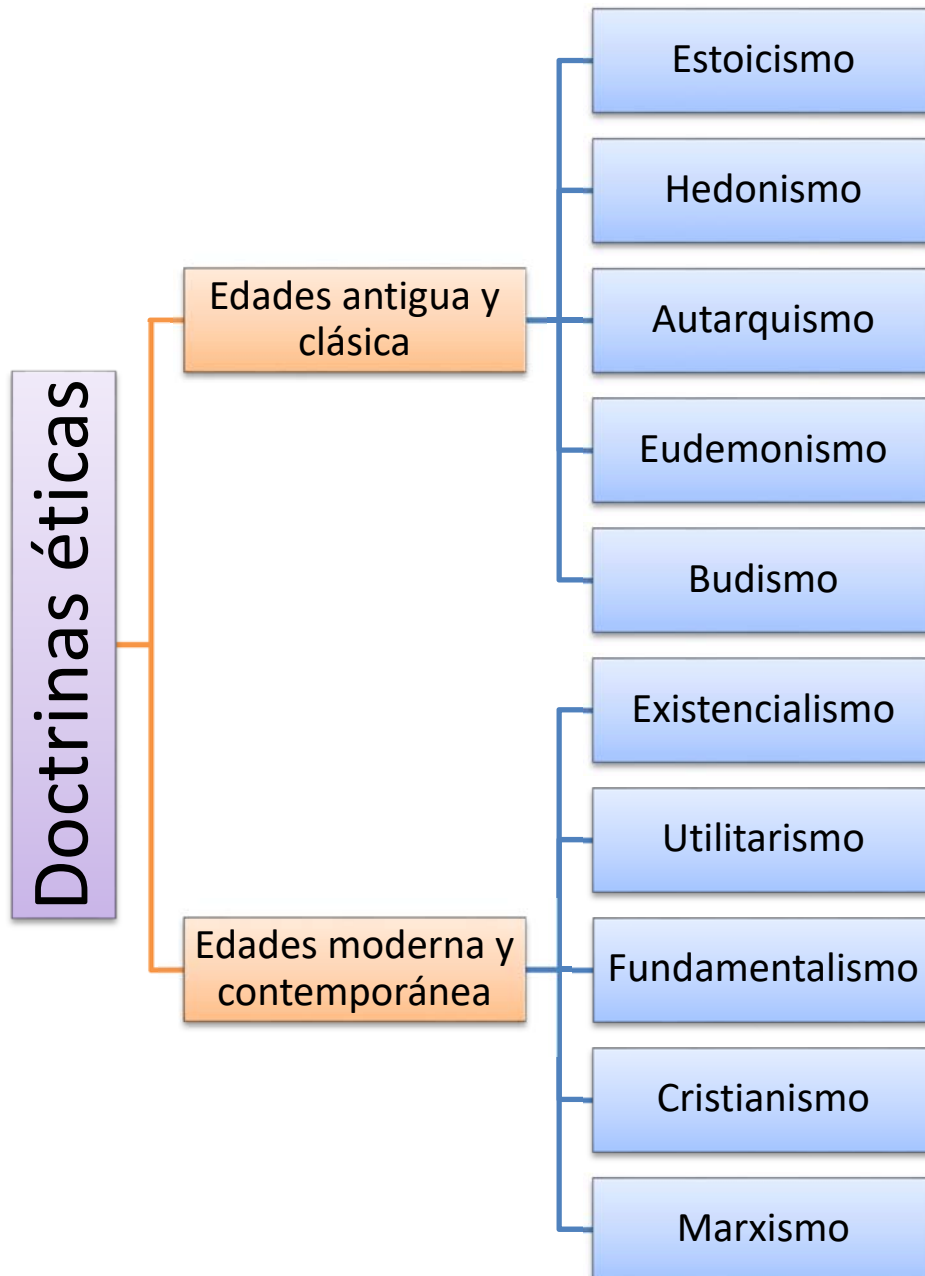 Doctrinas éticas
Edades antigua y
clásica
Estoicismo
Hedonismo
Autarquismo
Eudemonismo
Budismo
Edades moderna y
contemporánea
Existencialismo
Utilitarismo
Fundamentalismo
Cristianismo
Marxismo